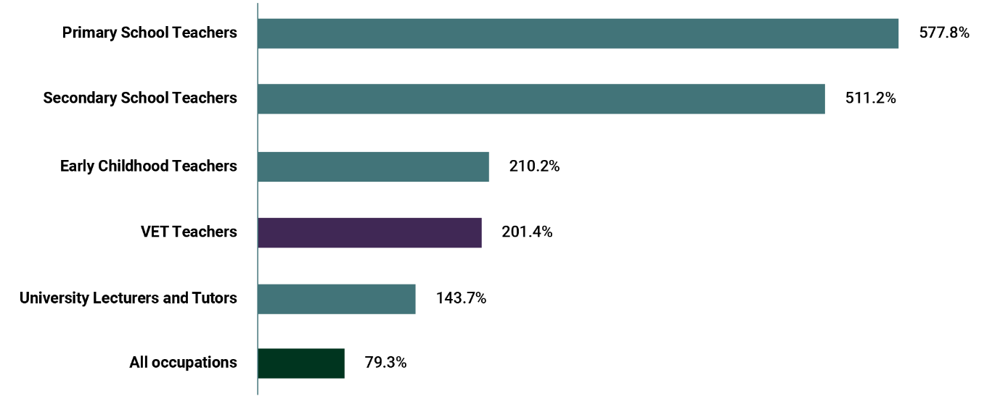 Primary School Teachers 577.8%
Secondary School Teachers 511.2%
Early Childhood Teachers 210.2%
VET Teachers 201.4%
University Lecturers and Tutors 143.7%
All occupations 79.3%